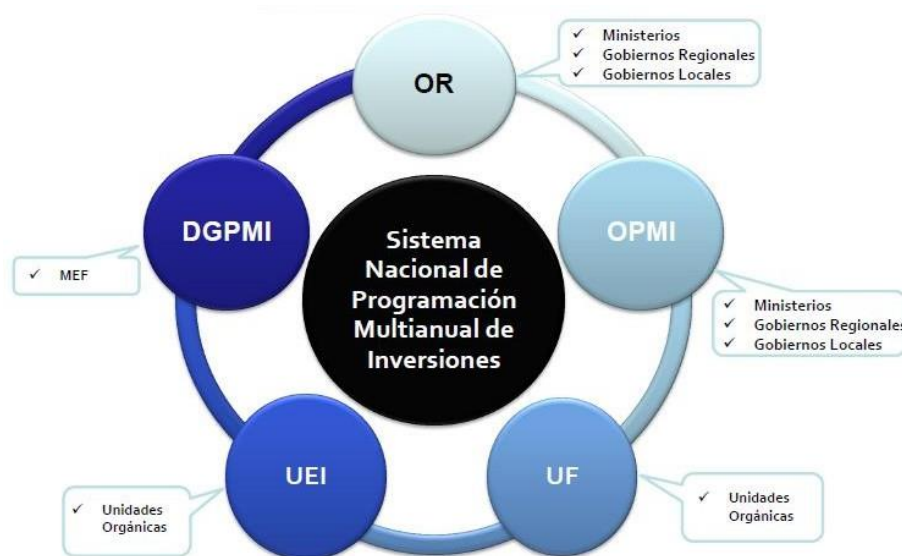 OR
✓ Ministerios
✓ Gobiernos Regionales
✓ Gobiernos Locales
DGPMI
OPMI
✓ MEF
Sistema
Nacional de
Programación
Multianual de
Inversiones
✓ Ministerios
✓ Gobiernos Regionales
✓ Gobiernos Locales
UEI
UF
✓ Unidades
Orgánicas
✓ Unidades
Orgánicas